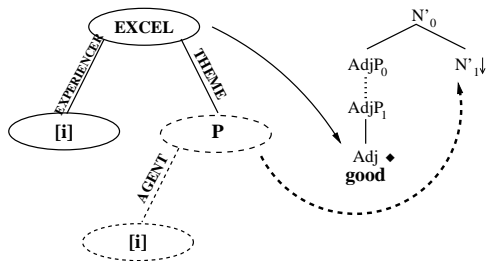 EXCEL
EXPERIENCER
THEME
[i]
P
AGENT
[i]
N'0
AdjP0
N'1↓
AdjP1
Adj ◆
good